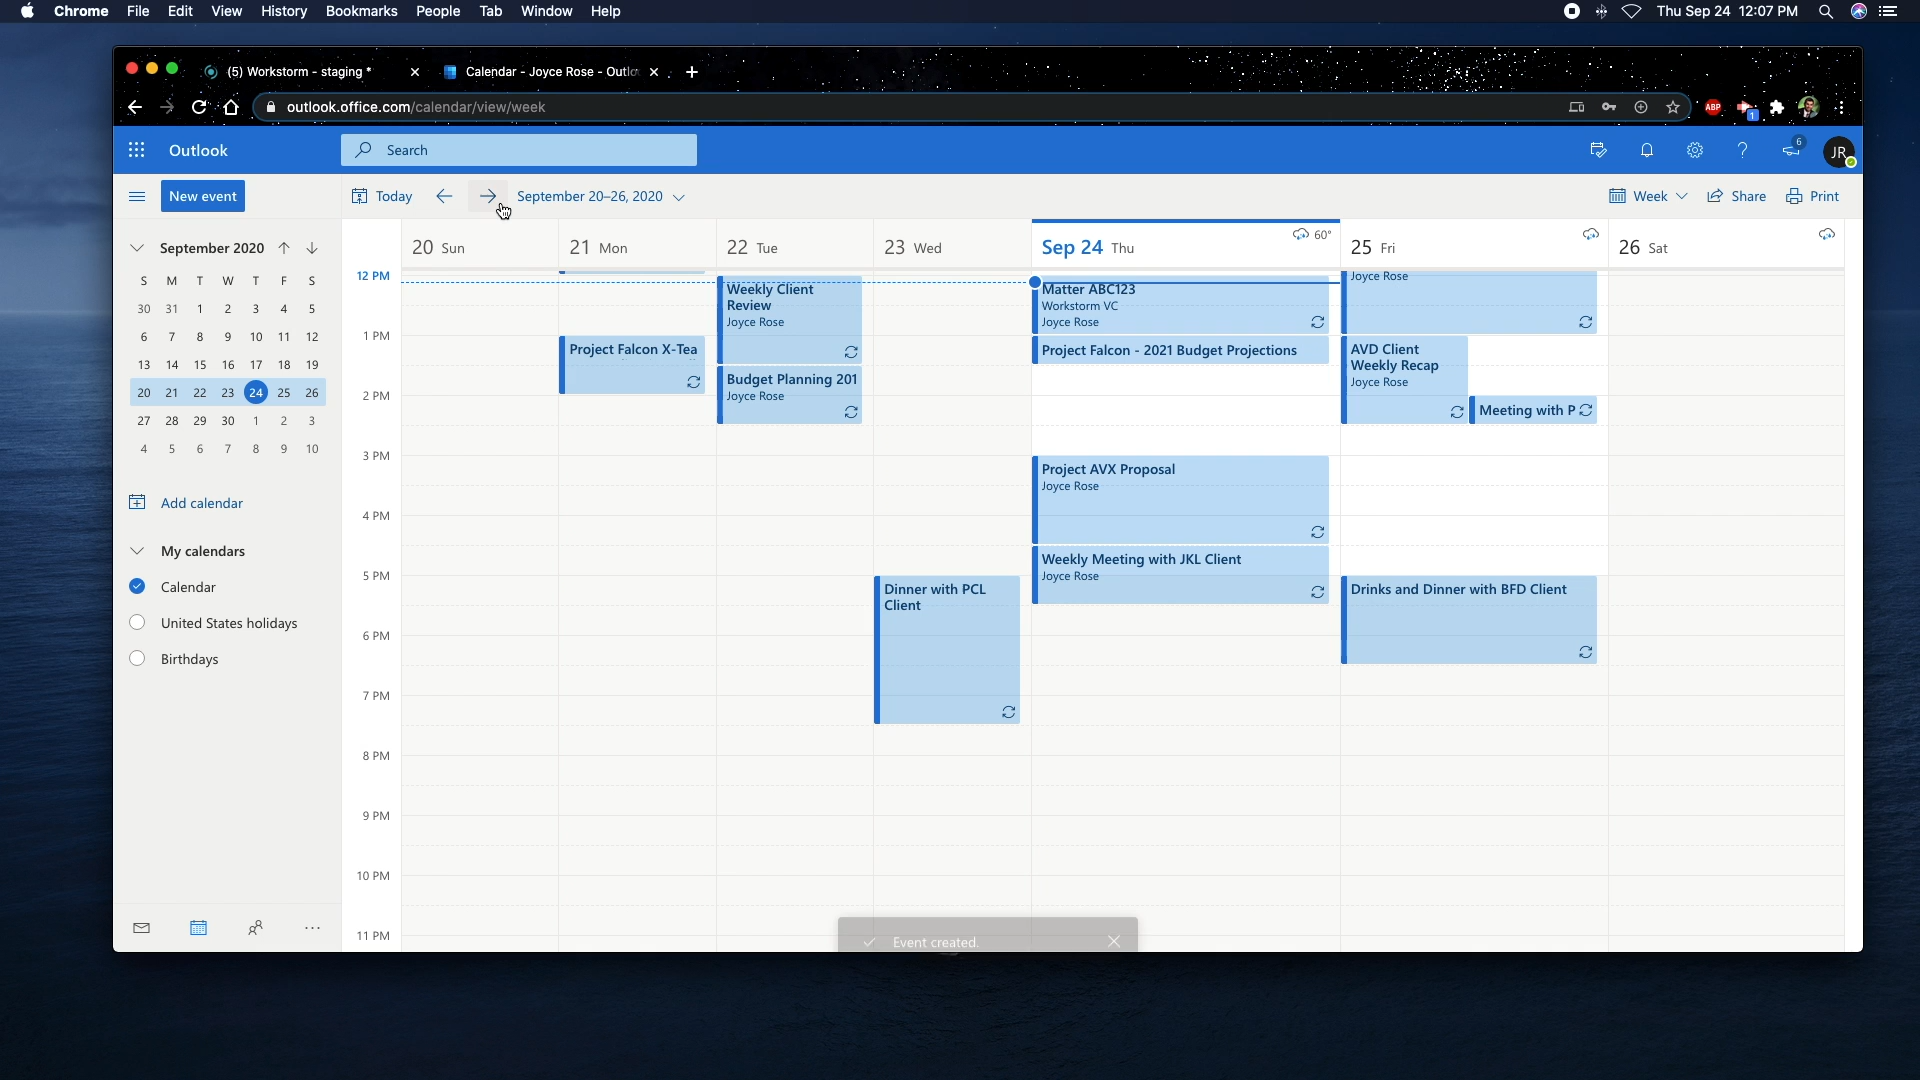 Chrome File Edit View History Bookmarks People Tab Window Help Thu Sep 24 12:07 PM
(5) Workstorm - staging * Calendar - Joyce Rose - Outlo
outlook.office.com/calendar/view/week ABP 1
Outlook Search 6 JR
New event Today September 20–26, 2020 Week Share Print
September 2020
S M T W T F S
30 31 1 2 3 4 5
6 7 8 9 10 11 12
13 14 15 16 17 18 19
20 21 22 23 24 25 26
27 28 29 30 1 2 3
4 5 6 7 8 9 10
Add calendar
My calendars
Calendar
United States holidays
Birthdays
20 Sun 21 Mon 22 Tue 23 Wed Sep 24 Thu 60° 25 Fri 26 Sat
12 PM
1 PM
2 PM
3 PM
4 PM
5 PM
6 PM
7 PM
8 PM
9 PM
10 PM
11 PM
Project Falcon X-Tea
Weekly Client
Review
Joyce Rose
Budget Planning 201
Joyce Rose
Dinner with PCL
Client
Matter ABC123
Workstorm VC
Joyce Rose
Project Falcon - 2021 Budget Projections
Project AVX Proposal
Joyce Rose
Weekly Meeting with JKL Client
Joyce Rose
Joyce Rose
AVD Client
Weekly Recap
Joyce Rose
Meeting with P
Drinks and Dinner with BFD Client
Event created.